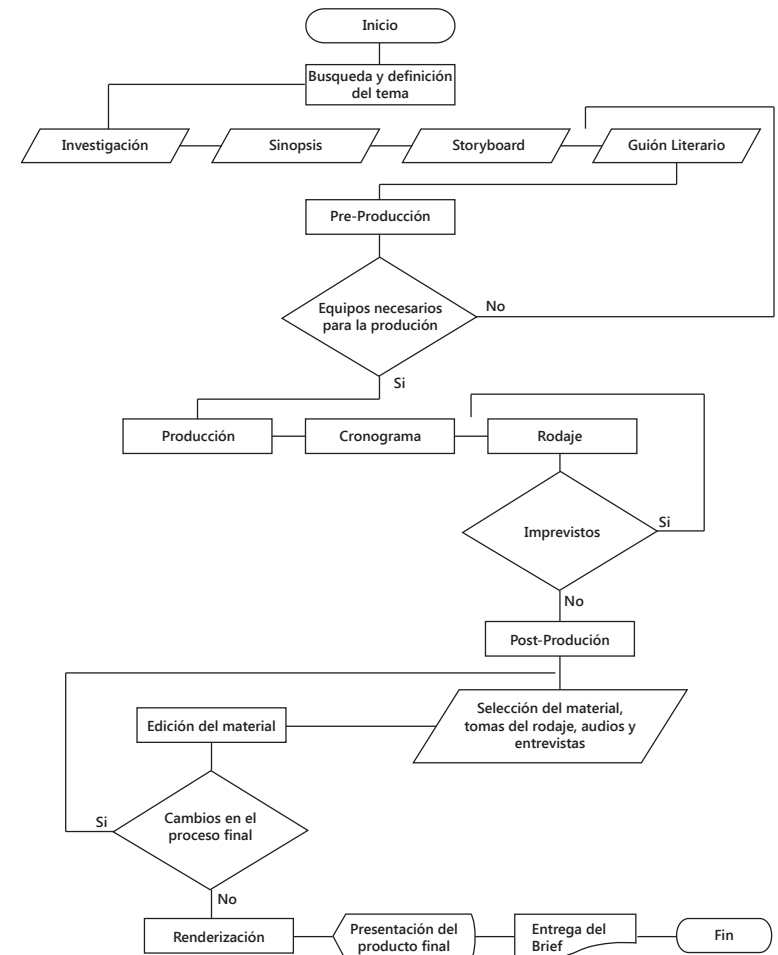 Inicio
Busqueda y definición
del tema
Investigación
Sinopsis
Storyboard
Guión Literario
Pre-Producción
Equipos necesarios
para la produción
No
Si
Producción
Cronograma
Rodaje
Imprevistos
Si
No
Post-Produción
Selección del material,
tomas del rodaje, audios y
entrevistas
Edición del material
Cambios en el
proceso final
Si
No
Renderización
Presentación del
producto final
Entrega del
Brief
Fin